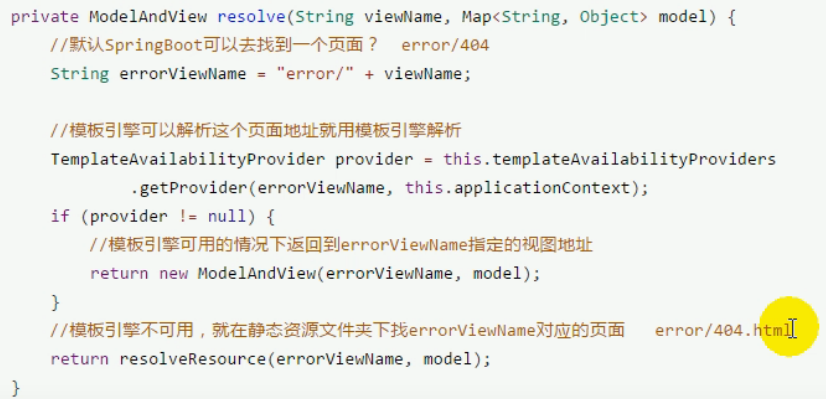 private ModelAndView resolve(String viewName, Map<String, Object> model) {
//默认SpringBoot可以去找到一个页面？ error/404
String errorViewName = "error/" + viewName;
//模板引擎可以解析这个页面地址就用模板引擎解析
TemplateAvailabilityProvider provider = this.templateAvailabilityProviders
.getProvider(errorViewName, this.applicationContext);
if (provider != null) {
//模板引擎可用的情况下返回到errorViewName指定的视图地址
return new ModelAndView(errorViewName, model);
}
//模板引擎不可用，就在静态资源文件夹下找errorViewName对应的页面 error/404.html
return resolveResource(errorViewName, model);
}